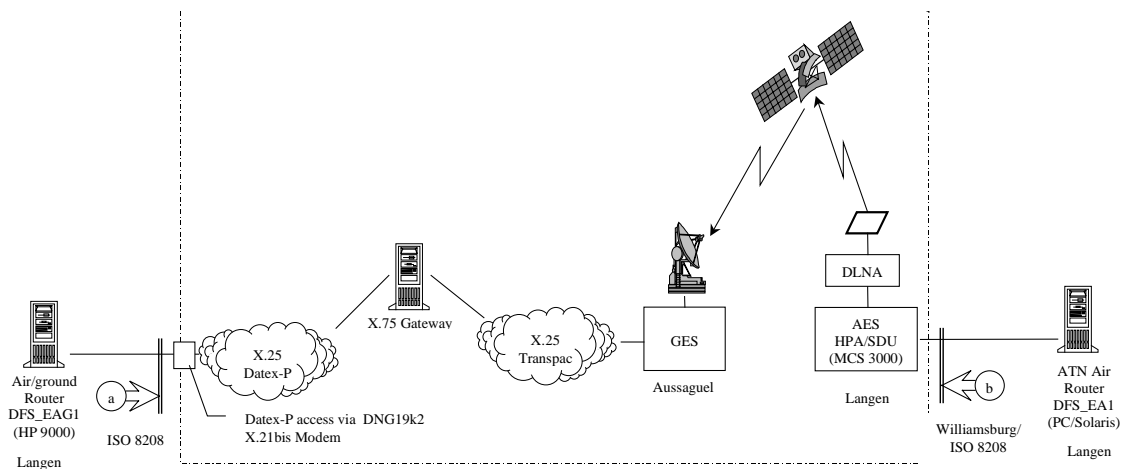 Air/ground
Router
DFS_EAG1
(HP 9000)
Langen
a
ISO 8208
X.25
Datex-P
Datex-P access via DNG19k2
X.21bis Modem
X.75 Gateway
X.25
Transpac
GES
Aussaguel
DLNA
AES
HPA/SDU
(MCS 3000)
Langen
b
Williamsburg/
ISO 8208
ATN Air
Router
DFS_EA1
(PC/Solaris)
Langen